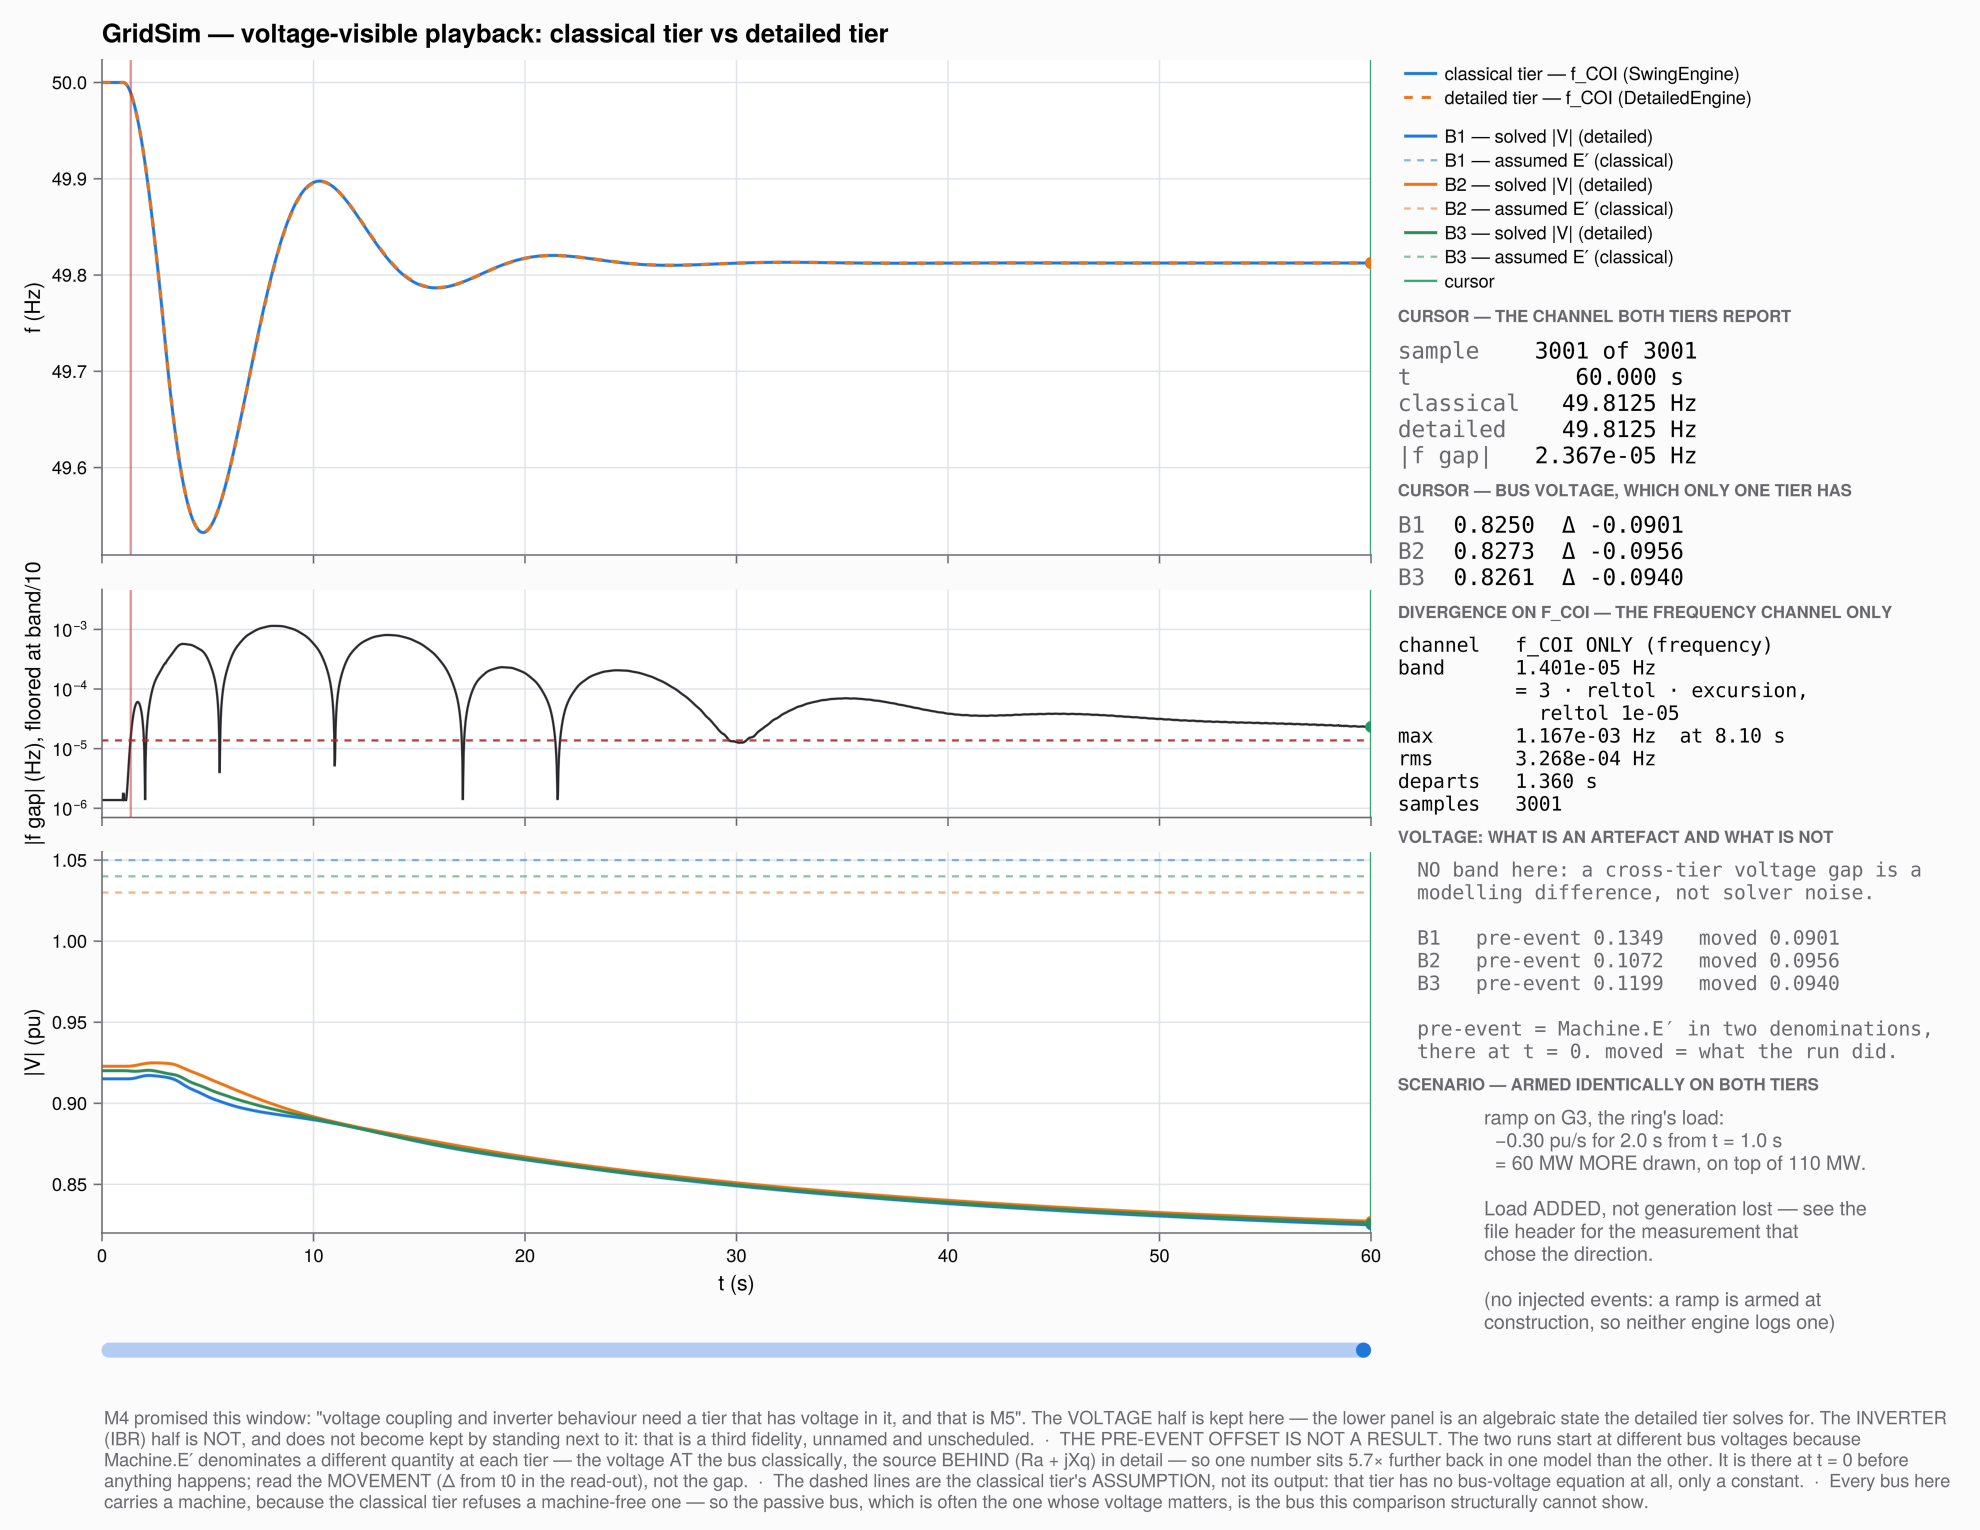 GridSim — voltage-visible playback: classical tier vs detailed tier
50.0
49.9
49.8
49.7
49.6
f (Hz)
10⁻³
10⁻⁴
10⁻⁵
10⁻⁶
|f gap| (Hz), floored at band/10
1.05
1.00
0.95
0.90
0.85
|V| (pu)
0 10 20 30 40 50 60
t (s)
classical tier — f_COI (SwingEngine)
detailed tier — f_COI (DetailedEngine)
B1 — solved |V| (detailed)
B1 — assumed E′ (classical)
B2 — solved |V| (detailed)
B2 — assumed E′ (classical)
B3 — solved |V| (detailed)
B3 — assumed E′ (classical)
cursor
CURSOR — THE CHANNEL BOTH TIERS REPORT
sample 3001 of 3001
t 60.000 s
classical 49.8125 Hz
detailed 49.8125 Hz
|f gap| 2.367e-05 Hz
CURSOR — BUS VOLTAGE, WHICH ONLY ONE TIER HAS
B1 0.8250 Δ -0.0901
B2 0.8273 Δ -0.0956
B3 0.8261 Δ -0.0940
DIVERGENCE ON F_COI — THE FREQUENCY CHANNEL ONLY
channel f_COI ONLY (frequency)
band 1.401e-05 Hz
= 3 · reltol · excursion,
reltol 1e-05
max 1.167e-03 Hz at 8.10 s
rms 3.268e-04 Hz
departs 1.360 s
samples 3001
VOLTAGE: WHAT IS AN ARTEFACT AND WHAT IS NOT
NO band here: a cross-tier voltage gap is a
modelling difference, not solver noise.
B1 pre-event 0.1349 moved 0.0901
B2 pre-event 0.1072 moved 0.0956
B3 pre-event 0.1199 moved 0.0940
pre-event = Machine.E′ in two denominations,
there at t = 0. moved = what the run did.
SCENARIO — ARMED IDENTICALLY ON BOTH TIERS
ramp on G3, the ring's load:
−0.30 pu/s for 2.0 s from t = 1.0 s
= 60 MW MORE drawn, on top of 110 MW.
Load ADDED, not generation lost — see the
file header for the measurement that
chose the direction.
(no injected events: a ramp is armed at
construction, so neither engine logs one)
M4 promised this window: "voltage coupling and inverter behaviour need a tier that has voltage in it, and that is M5". The VOLTAGE half is kept here — the lower panel is an algebraic state the detailed tier solves for. The INVERTER
(IBR) half is NOT, and does not become kept by standing next to it: that is a third fidelity, unnamed and unscheduled. · THE PRE-EVENT OFFSET IS NOT A RESULT. The two runs start at different bus voltages because
Machine.E′ denominates a different quantity at each tier — the voltage AT the bus classically, the source BEHIND (Ra + jXq) in detail — so one number sits 5.7× further back in one model than the other. It is there at t = 0 before
anything happens; read the MOVEMENT (Δ from t0 in the read-out), not the gap. · The dashed lines are the classical tier's ASSUMPTION, not its output: that tier has no bus-voltage equation at all, only a constant. · Every bus here
carries a machine, because the classical tier refuses a machine-free one — so the passive bus, which is often the one whose voltage matters, is the bus this comparison structurally cannot show.